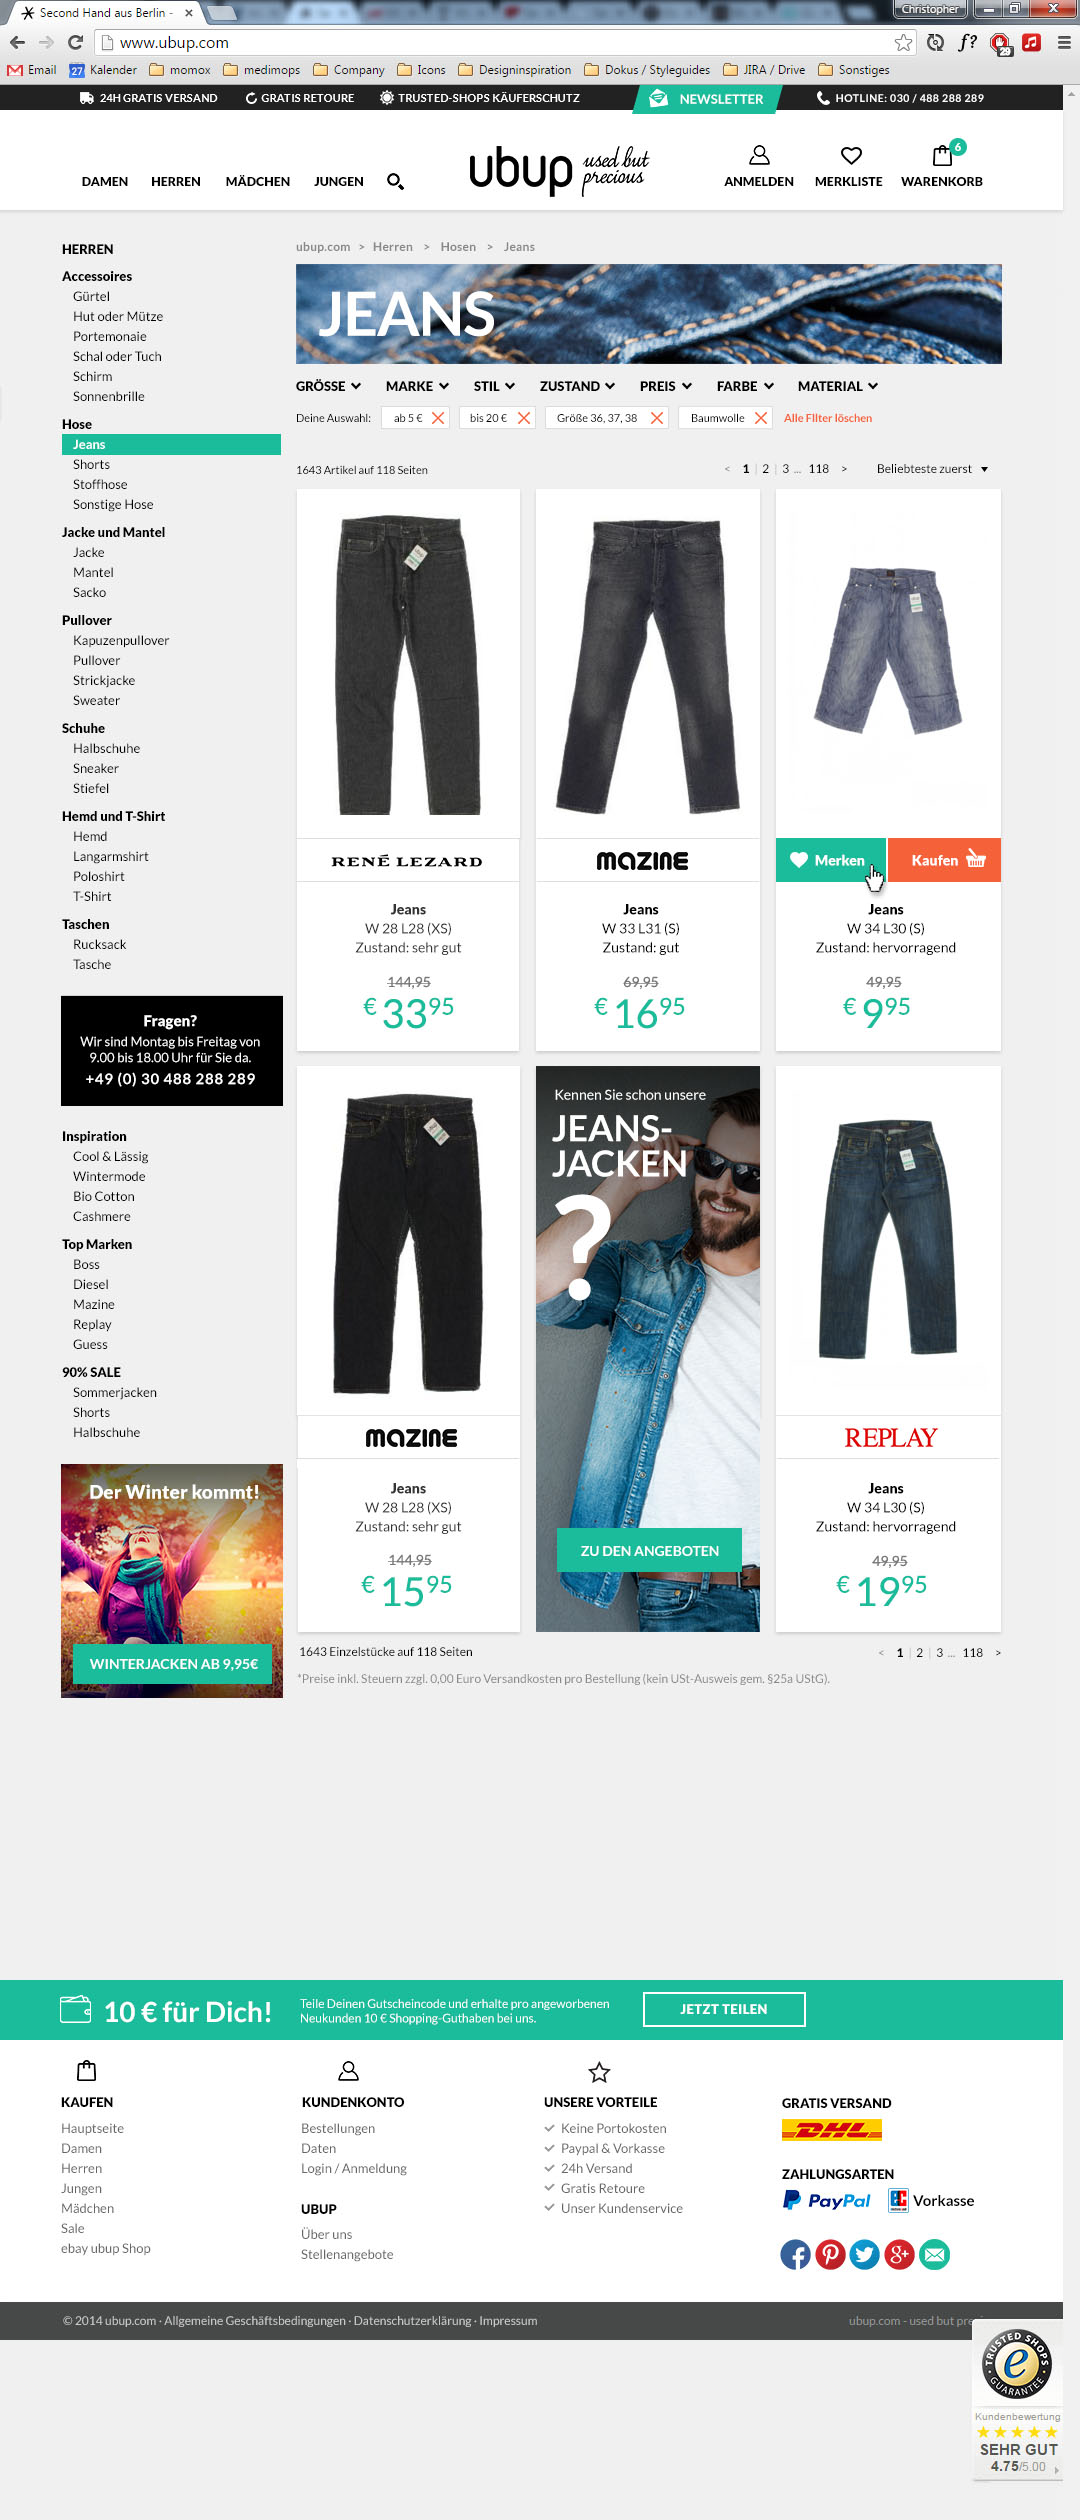 Second Hand aus Berlin -
Christopher
www.ubup.com
f?
29
Email
27 Kalender
momox
medimops
Company
Icons
Designinspiration
Dokus / Styleguides
JIRA / Drive
Sonstiges
24H GRATIS VERSAND
GRATIS RETOURE
TRUSTED-SHOPS KÄUFERSCHUTZ
NEWSLETTER
HOTLINE: 030 / 488 288 289
DAMEN
HERREN
MÄDCHEN
JUNGEN
ubup used but
precious
ANMELDEN
MERKLISTE
6
WARENKORB
HERREN
Accessoires
Gürtel
Hut oder Mütze
Portemonaie
Schal oder Tuch
Schirm
Sonnenbrille
Hose
Jeans
Shorts
Stoffhose
Sonstige Hose
Jacke und Mantel
Jacke
Mantel
Sacko
Pullover
Kapuzenpullover
Pullover
Strickjacke
Sweater
Schuhe
Halbschuhe
Sneaker
Stiefel
Hemd und T-Shirt
Hemd
Langarmshirt
Poloshirt
T-Shirt
Taschen
Rucksack
Tasche
Fragen?
Wir sind Montag bis Freitag von
9.00 bis 18.00 Uhr für Sie da.
+49 (0) 30 488 288 289
Inspiration
Cool & Lässig
Wintermode
Bio Cotton
Cashmere
Top Marken
Boss
Diesel
Mazine
Replay
Guess
90% SALE
Sommerjacken
Shorts
Halbschuhe
Der Winter kommt!
WINTERJACKEN AB 9,95€
ubup.com > Herren > Hosen > Jeans
JEANS
GRÖSSE
MARKE
STIL
ZUSTAND
PREIS
FARBE
MATERIAL
Deine Auswahl:
ab 5 €
bis 20 €
Größe 36, 37, 38
Baumwolle
Alle FIlter löschen
1643 Artikel auf 118 Seiten
< 1 | 2 | 3 ... 118 >
Beliebteste zuerst
RENÉ LEZARD
Jeans
W 28 L28 (XS)
Zustand: sehr gut
144,95
€ 33 95
mazine
Jeans
W 33 L31 (S)
Zustand: gut
69,95
€ 16 95
Merken
Kaufen
Jeans
W 34 L30 (S)
Zustand: hervorragend
49,95
€ 9 95
mazine
Jeans
W 28 L28 (XS)
Zustand: sehr gut
144,95
€ 15 95
Kennen Sie schon unsere
JEANS-
JACKEN
?
ZU DEN ANGEBOTEN
REPLAY
Jeans
W 34 L30 (S)
Zustand: hervorragend
49,95
€ 19 95
1643 Einzelstücke auf 118 Seiten
< 1 | 2 | 3 ... 118 >
*Preise inkl. Steuern zzgl. 0,00 Euro Versandkosten pro Bestellung (kein USt-Ausweis gem. §25a UStG).
10 € für Dich!
Teile Deinen Gutscheincode und erhalte pro angeworbenen
Neukunden 10 € Shopping-Guthaben bei uns.
JETZT TEILEN
KAUFEN
Hauptseite
Damen
Herren
Jungen
Mädchen
Sale
ebay ubup Shop
KUNDENKONTO
Bestellungen
Daten
Login / Anmeldung
UBUP
Über uns
Stellenangebote
UNSERE VORTEILE
Keine Portokosten
Paypal & Vorkasse
24h Versand
Gratis Retoure
Unser Kundenservice
GRATIS VERSAND
DHL
ZAHLUNGSARTEN
PayPal
EC
Vorkasse
© 2014 ubup.com · Allgemeine Geschäftsbedingungen · Datenschutzerklärung · Impressum
ubup.com - used but pre
TRUSTED SHOPS
e
GUARANTEE
Kundenbewertung
SEHR GUT
4.75/5.00